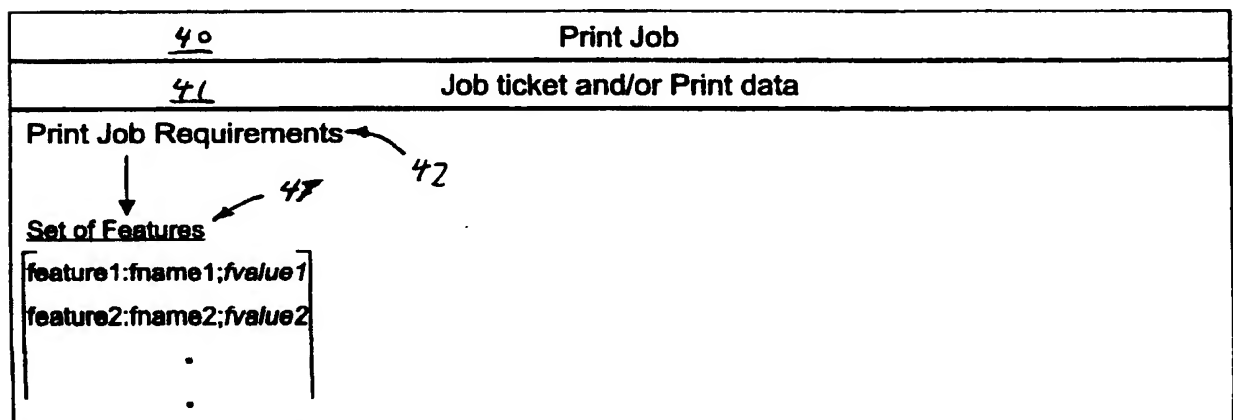 40 Print Job
41 Job ticket and/or Print data
Print Job Requirements
42
Set of Features
feature1:fname1;fvalue1
feature2:fname2;fvalue2